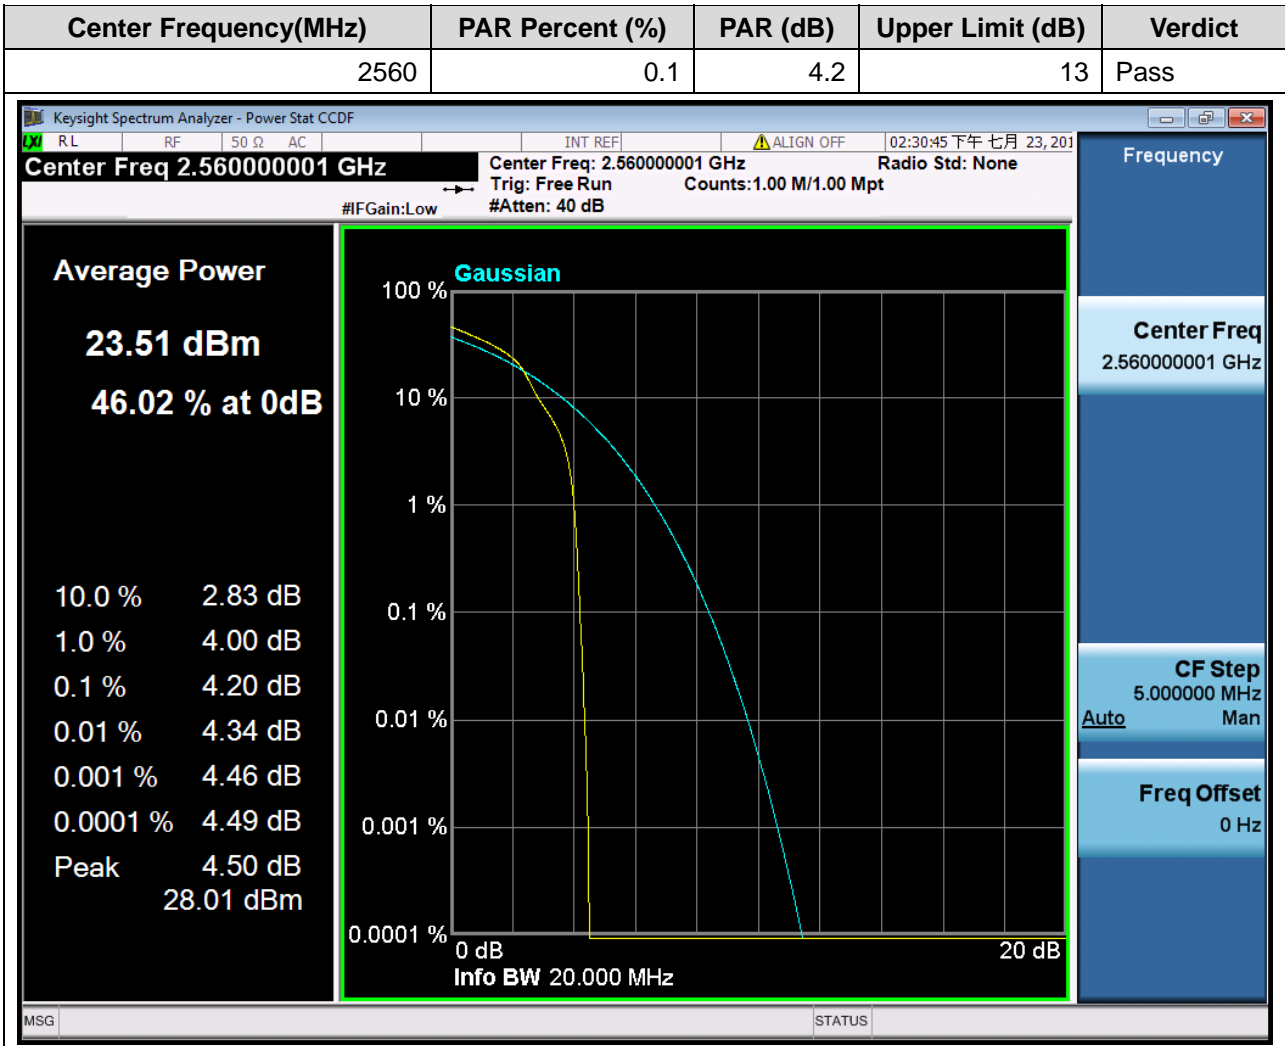 Center Frequency(MHz) PAR Percent (%) PAR (dB) Upper Limit (dB) Verdict
2560 0.1 4.2 13 Pass
Keysight Spectrum Analyzer - Power Stat CCDF
LXI RL RF 50 Ω AC INT REF ALIGN OFF 02:30:45 下午 七月 23, 201
Center Freq 2.560000001 GHz
Center Freq: 2.560000001 GHz Radio Std: None
Trig: Free Run Counts:1.00 M/1.00 Mpt
#IFGain:Low #Atten: 40 dB
Average Power
23.51 dBm
46.02 % at 0dB
10.0 % 2.83 dB
1.0 % 4.00 dB
0.1 % 4.20 dB
0.01 % 4.34 dB
0.001 % 4.46 dB
0.0001 % 4.49 dB
Peak 4.50 dB
28.01 dBm
Gaussian
100 %
10 %
1 %
0.1 %
0.01 %
0.001 %
0.0001 %
0 dB 20 dB
Info BW 20.000 MHz
Frequency
Center Freq
2.560000001 GHz
CF Step
5.000000 MHz
Auto Man
Freq Offset
0 Hz
MSG STATUS